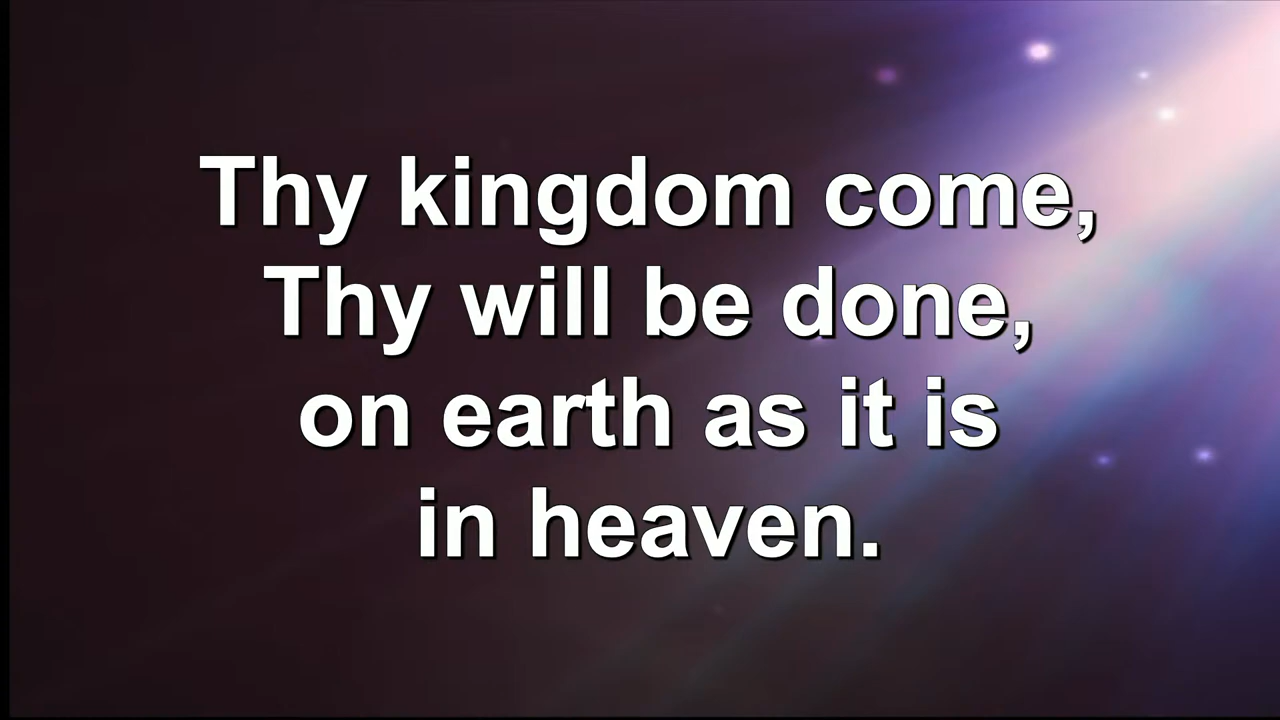 Thy kingdom come,
Thy will be done,
on earth as it is
in heaven.